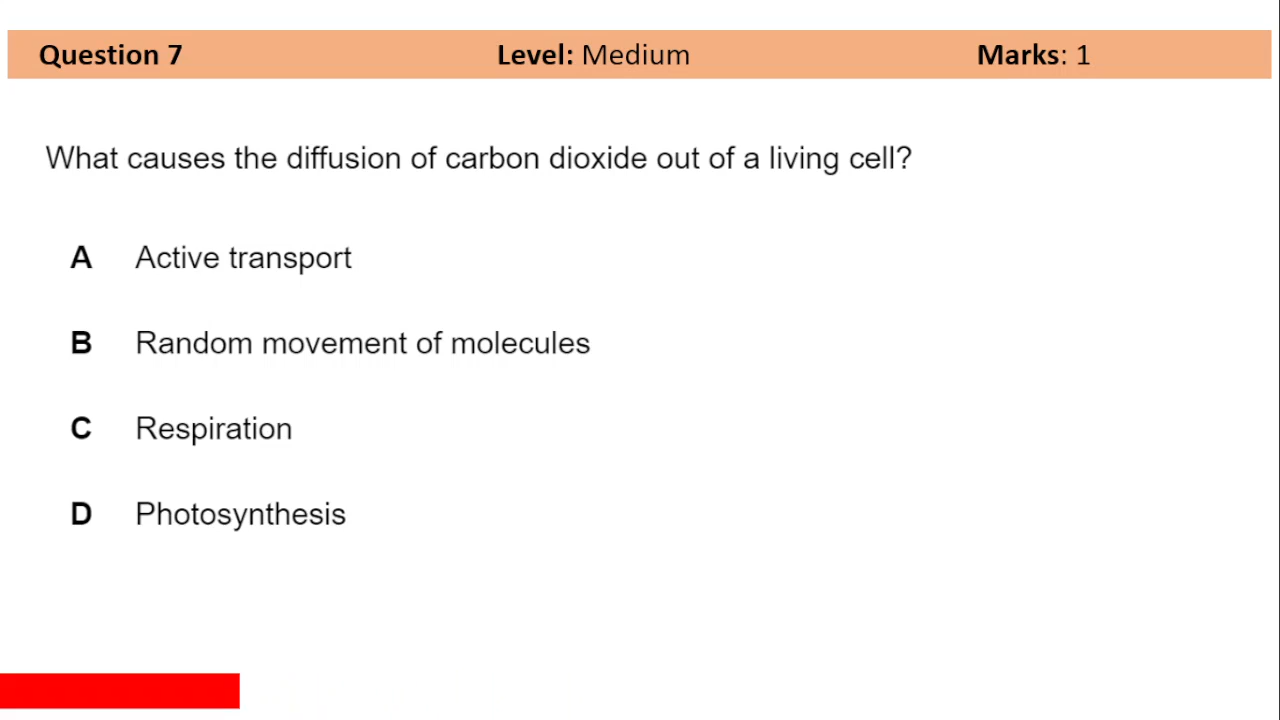 Question 7 Level: Medium Marks: 1
What causes the diffusion of carbon dioxide out of a living cell?
A Active transport
B Random movement of molecules
C Respiration
D Photosynthesis